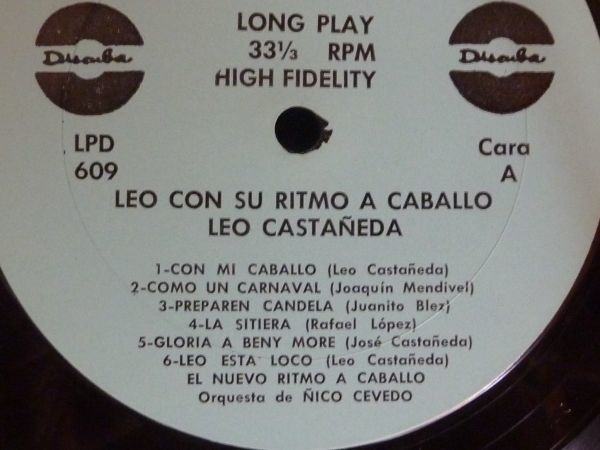 LONG PLAY
33⅓ RPM
HIGH FIDELITY
Discuba
Discuba
LPD
609
Cara
A
LEO CON SU RITMO A CABALLO
LEO CASTAÑEDA
1-CON MI CABALLO (Leo Castañeda)
2-COMO UN CARNAVAL (Joaquín Mendivel)
3-PREPAREN CANDELA (Juanito Blez)
4-LA SITIERA (Rafael López)
5-GLORIA A BENY MORE (José Castañeda)
6-LEO ESTA LOCO (Leo Castañeda)
EL NUEVO RITMO A CABALLO
Orquesta de ÑICO CEVEDO